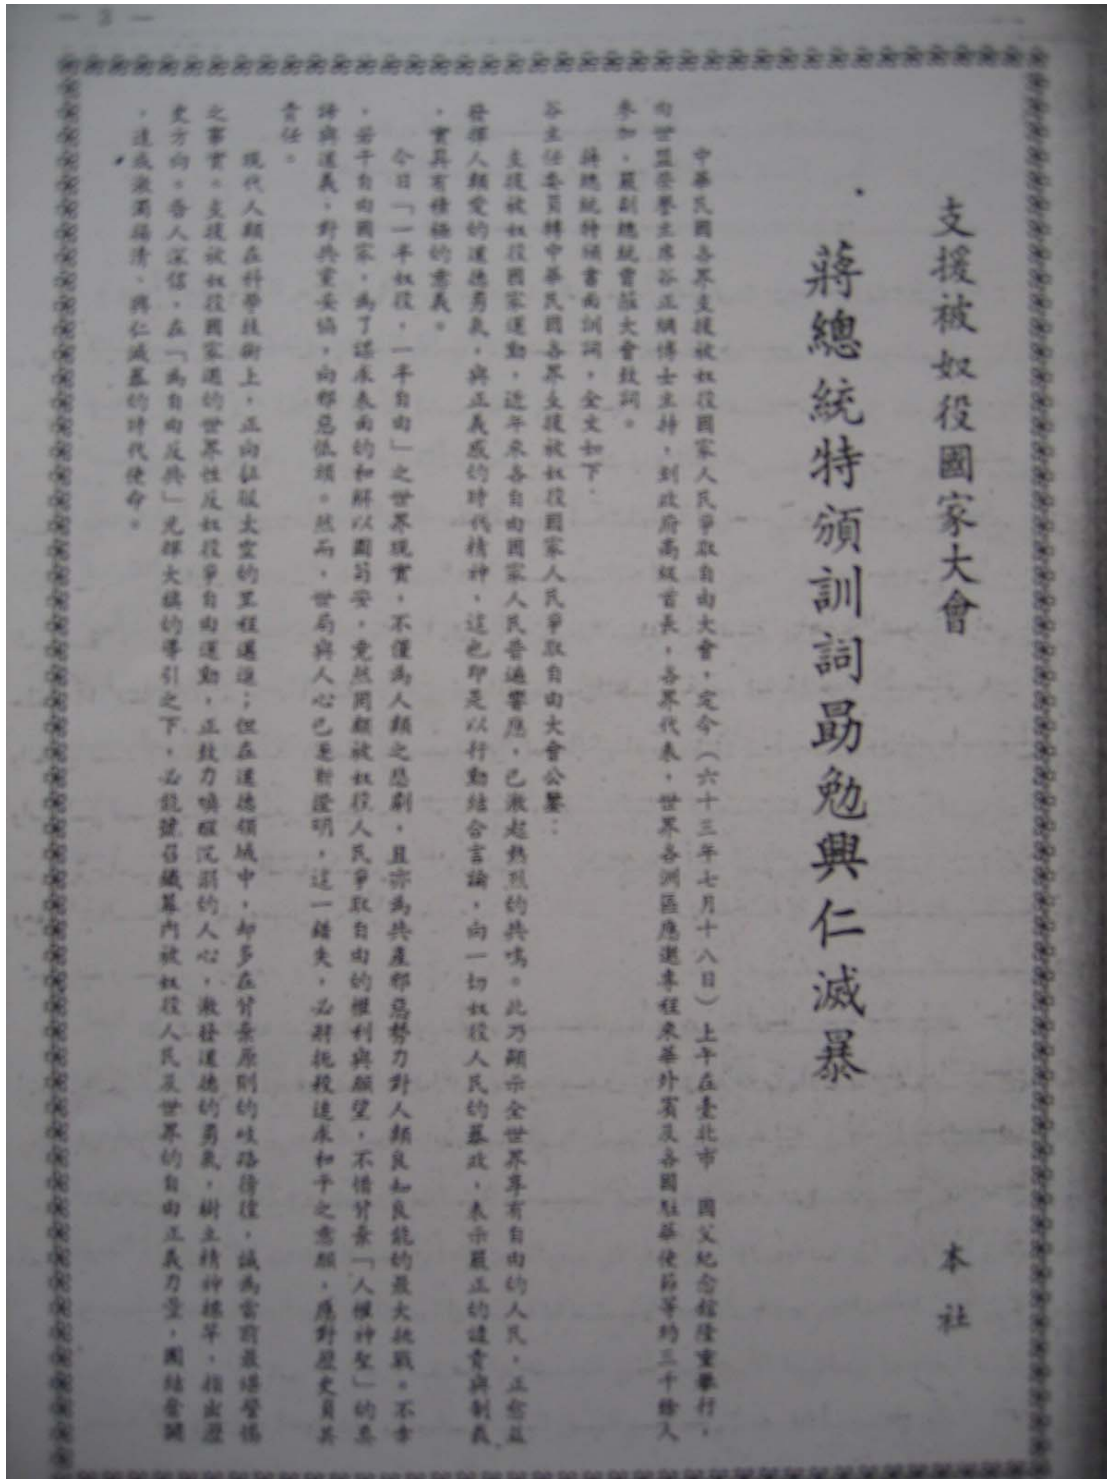 — 3 —
支援被奴役國家大會
本社
蔣總統特頒訓詞勗勉興仁滅暴
中華民國各界支援被奴役國家人民爭取自由大會,定今(六十三年七月十八日)上午在臺北市 國父紀念館隆重舉行,
由世盟榮譽主席谷正綱博士主持,到政府高級首長,各界代表,世界各洲區應邀專程來華外賓及各國駐華使節等約三千餘人
參加,嚴副總統曾蒞大會致詞。
蔣總統特頒書面訓詞,全文如下:
谷主任委員轉中華民國各界支援被奴役國家人民爭取自由大會公鑒:
支援被奴役國家運動,近年來各自由國家人民普遍響應,已激起熱烈的共鳴。此乃顯示全世界享有自由的人民,正愈益
發揮人類愛的道德勇氣,與正義感的時代精神,這也即是以行動結合言論,向一切奴役人民的暴政,表示嚴正的譴責與制裁
,實具有積極的意義。
今日「一半奴役,一半自由」之世界現實,不僅為人類之悲劇,且亦為共產邪惡勢力對人類良知良能的最大挑戰。不幸
,若干自由國家,為了謀求表面的和解以圖苟安,竟然罔顧被奴役人民爭取自由的權利與願望,不惜背棄「人權神聖」的真
諦與道義,對共黨妥協,向邪惡低頭。然而,世局與人心已重新證明,這一錯失,必將扼殺追求和平之意願,應對歷史負其
責任。
現代人類在科學技術上,正向征服太空的里程邁進;但在道德領域中,却多在背棄原則的歧路徬徨,誠為當前最堪警惕
之事實。支援被奴役國家週的世界性反奴役爭自由運動,正鼓力喚醒沉溺的人心,激發道德的勇氣,樹立精神標竿,指出歷
史方向。吾人深信,在「為自由反共」光輝大旗的導引之下,必能號召鐵幕內被奴役人民及世界的自由正義力量,團結奮鬪
,達成激濁揚清,興仁滅暴的時代使命。